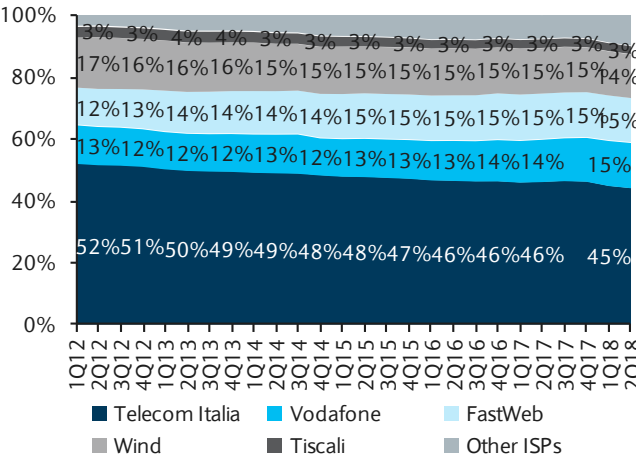 100%
3% 3% 4% 4% 3% 3% 3% 3% 3% 3% 3% 3% 3%
17% 16% 16% 16% 15% 15% 15% 15% 15% 15% 15% 15% 14%
80%
12% 13% 14% 14% 14% 14% 15% 15% 15% 15% 15% 15% 15%
60%
13% 12% 12% 12% 13% 12% 13% 13% 13% 14% 14% 15%
40%
52% 51% 50% 49% 49% 48% 48% 47% 46% 46% 46% 45%
20%
0%
1Q12 2Q12 3Q12 4Q12 1Q13 2Q13 3Q13 4Q13 1Q14 2Q14 3Q14 4Q14 1Q15 2Q15 3Q15 4Q15 1Q16 2Q16 3Q16 4Q16 1Q17 2Q17 3Q17 4Q17 1Q18 2Q18
Telecom Italia Vodafone FastWeb
Wind Tiscali Other ISPs